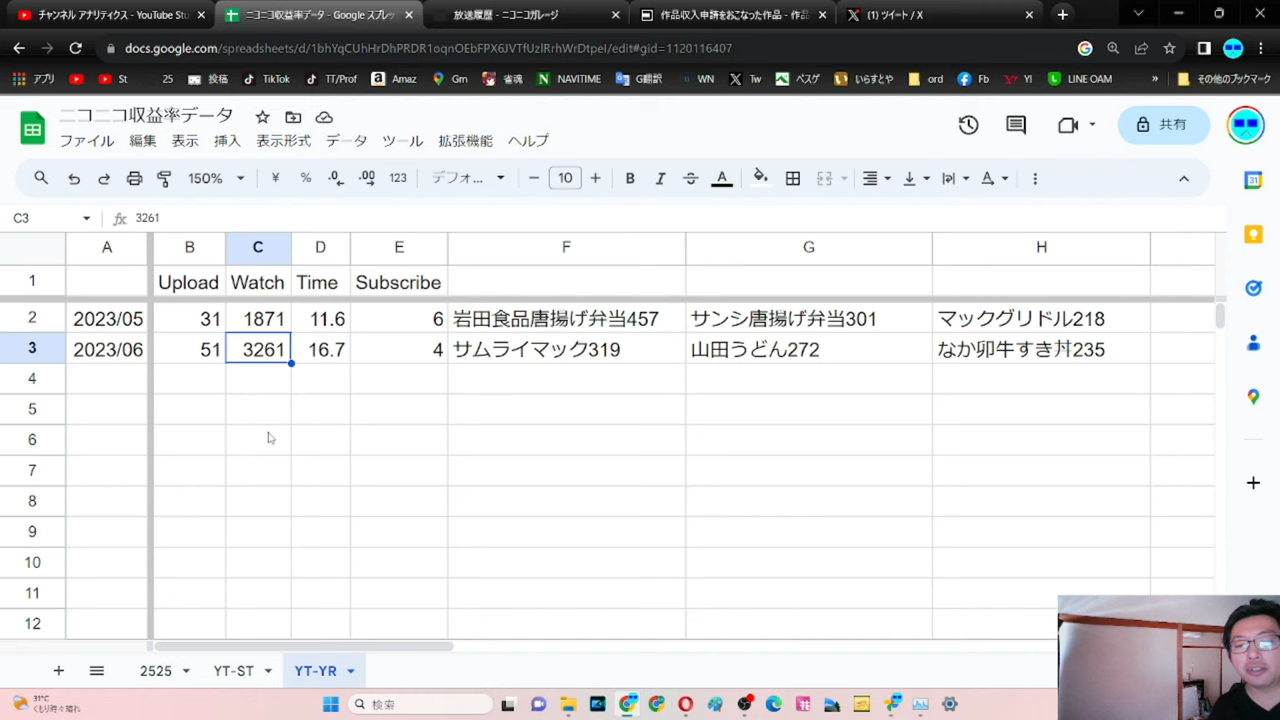 チャンネル アナリティクス - YouTube Stu
ニコニコ収益率データ - Google スプレッ
放送履歴 - ニコニコガレージ
作品収入申請をおこなった作品 - 作品
(1) ツイート / X
docs.google.com/spreadsheets/d/1bhYqCUhHrDhPRDR1oqnOEbFPX6JVTfUzlRrhWrDtpeI/edit#gid=1120116407
アプリ St 25 投稿 TikTok TT/Prof Amaz Gm 雀魂 NAVITIME G翻訳 WN Tw ベスゲ いらすとや ord Fb YI LINE OAM » その他のブックマーク
ニコニコ収益率データ
ファイル 編集 表示 挿入 表示形式 データ ツール 拡張機能 ヘルプ
共有
150% ¥ % .0 .00 123 デフォ... 10 B I A
C3 fx 3261
A B C D E F G H
1 Upload Watch Time Subscribe
2 2023/05 31 1871 11.6 6 岩田食品唐揚げ弁当457 サンシ唐揚げ弁当301 マックグリドル218
3 2023/06 51 3261 16.7 4 サムライマック319 山田うどん272 なか卯牛すき丼235
4
5
6
7
8
9
10
11
12
2525 YT-ST YT-YR
31℃
くもり時々晴れ
検索